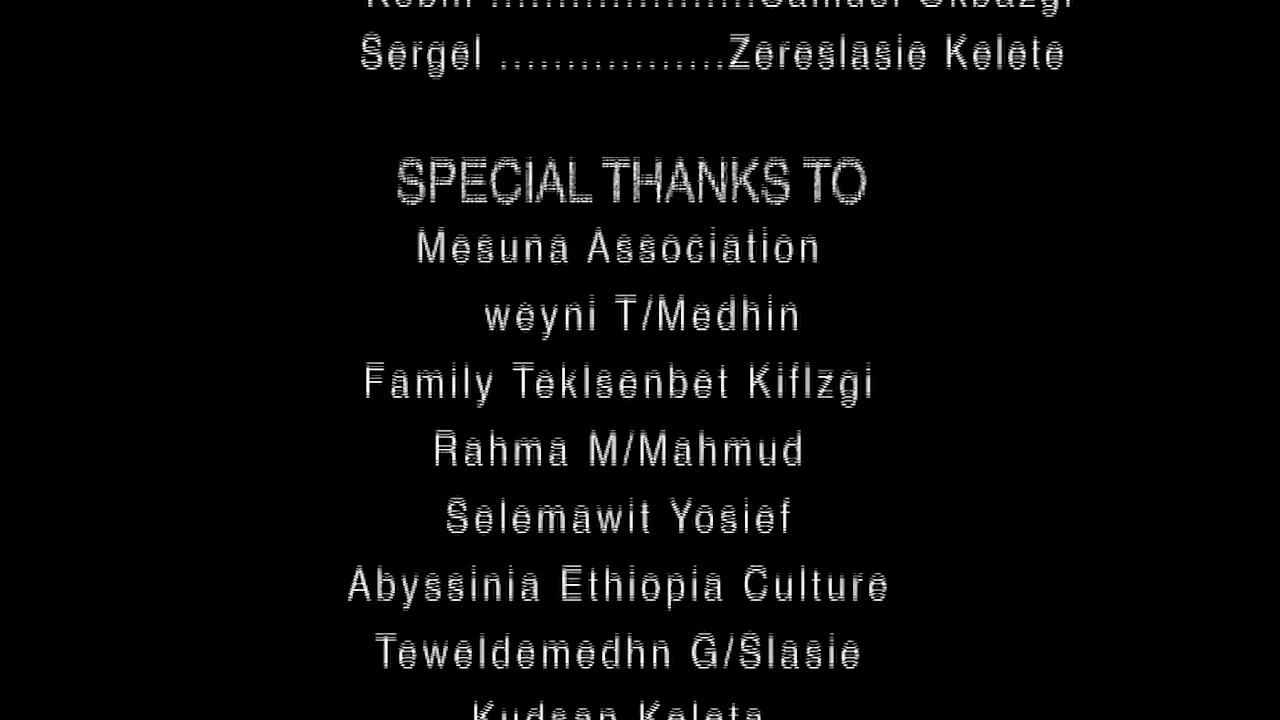 Sergel .................Zereslasie Kelete
SPECIAL THANKS TO
Mesuna Association
weyni T/Medhin
Family Teklsenbet Kiflzgi
Rahma M/Mahmud
Selemawit Yosief
Abyssinia Ethiopia Culture
Teweldemedhn G/Slasie